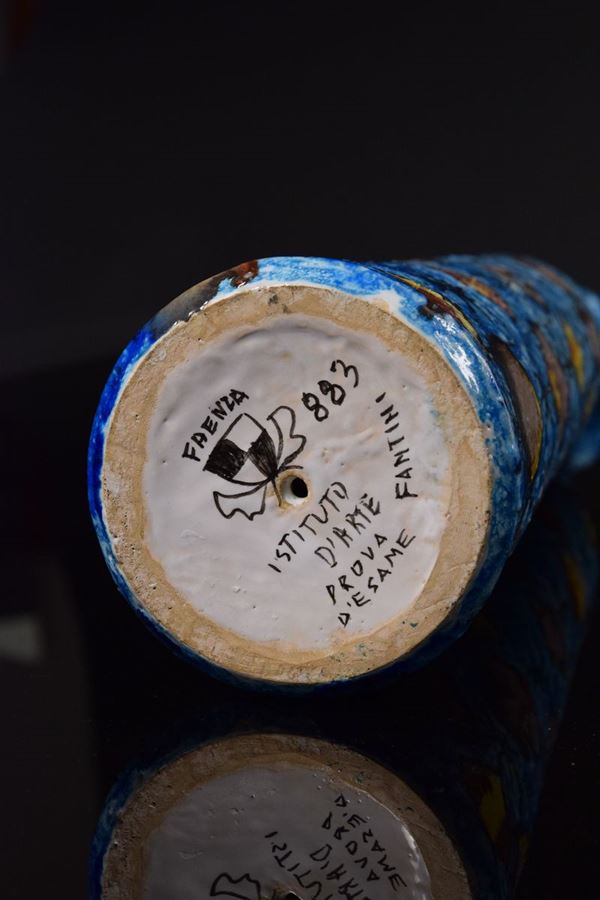 FAENZA
883
FANTINI
ISTITUTO
D'ARTE
PROVA
D'ESAME